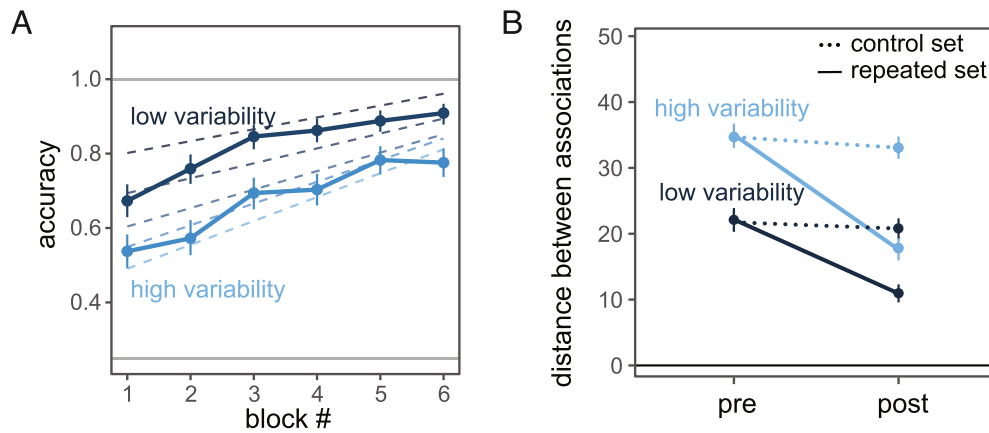 A
accuracy
1.0
0.8
0.6
0.4
low variability
high variability
1 2 3 4 5 6
block #
B
distance between associations
50
40
30
20
10
0
control set
repeated set
high variability
low variability
pre post